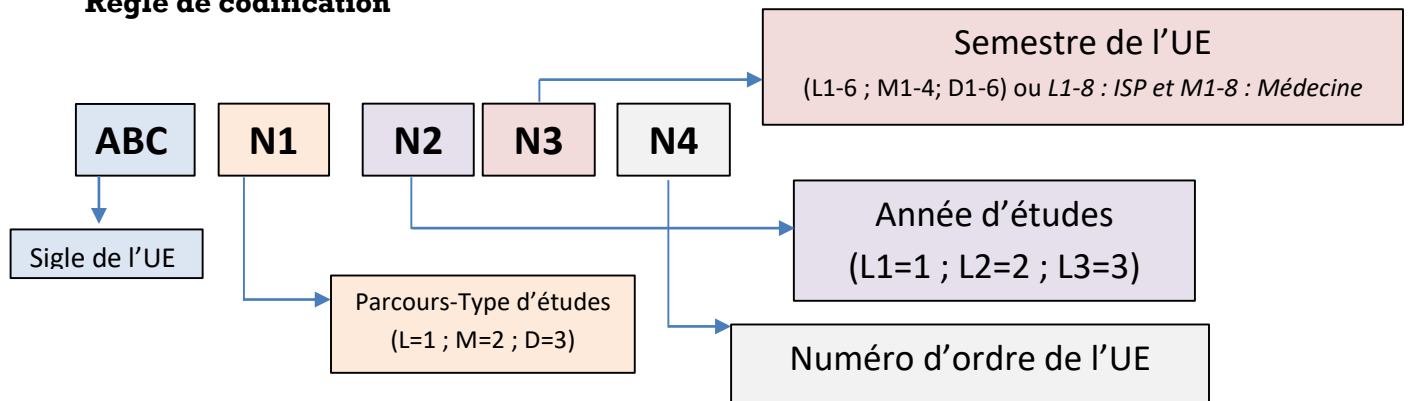 Règle de codification
Semestre de l’UE
(L1-6 ; M1-4; D1-6) ou L1-8 : ISP et M1-8 : Médecine
ABC N1 N2 N3 N4
Année d’études
(L1=1 ; L2=2 ; L3=3)
Sigle de l’UE
Parcours-Type d’études
(L=1 ; M=2 ; D=3)
Numéro d’ordre de l’UE